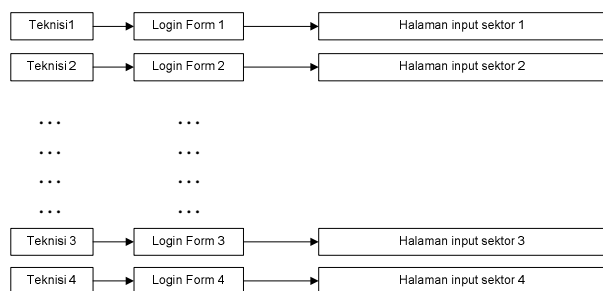 Teknisi1 Login Form 1 Halaman input sektor 1
Teknisi 2 Login Form 2 Halaman input sektor 2
... ...
... ...
... ...
... ...
Teknisi 3 Login Form 3 Halaman input sektor 3
Teknisi 4 Login Form 4 Halaman input sektor 4